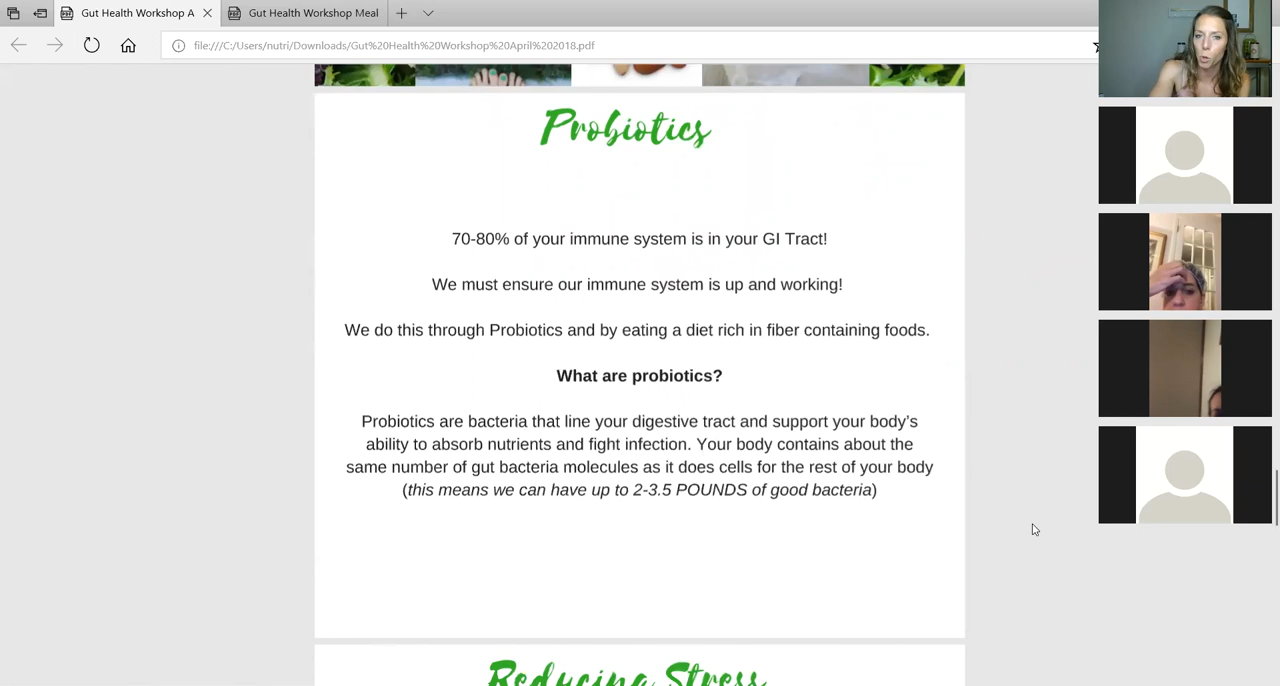 Gut Health Workshop A
Gut Health Workshop Meal
file:///C:/Users/nutri/Downloads/Gut%20Health%20Workshop%20April%202018.pdf
Probiotics
70-80% of your immune system is in your GI Tract!
We must ensure our immune system is up and working!
We do this through Probiotics and by eating a diet rich in fiber containing foods.
What are probiotics?
Probiotics are bacteria that line your digestive tract and support your body’s
ability to absorb nutrients and fight infection. Your body contains about the
same number of gut bacteria molecules as it does cells for the rest of your body
(this means we can have up to 2-3.5 POUNDS of good bacteria)
Reducing Stress